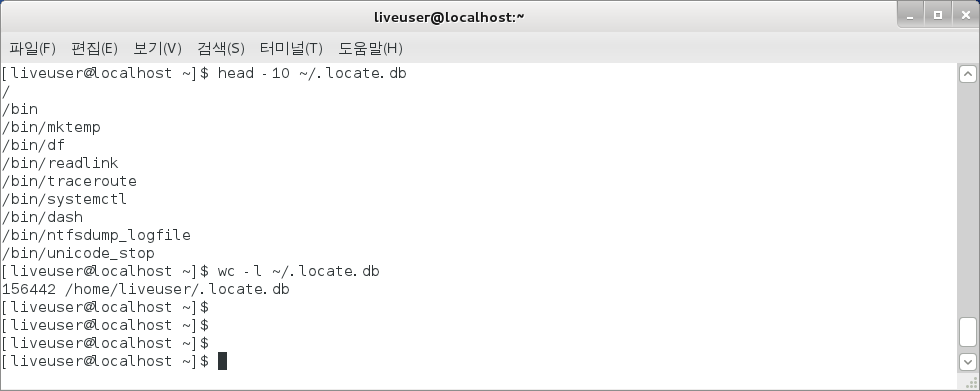 liveuser@localhost:~
파일(F) 편집(E) 보기(V) 검색(S) 터미널(T) 도움말(H)
[liveuser@localhost ~]$ head -10 ~/.locate.db
/
/bin
/bin/mktemp
/bin/df
/bin/readlink
/bin/traceroute
/bin/systemctl
/bin/dash
/bin/ntfsdump_logfile
/bin/unicode_stop
[liveuser@localhost ~]$ wc -l ~/.locate.db
156442 /home/liveuser/.locate.db
[liveuser@localhost ~]$
[liveuser@localhost ~]$
[liveuser@localhost ~]$
[liveuser@localhost ~]$